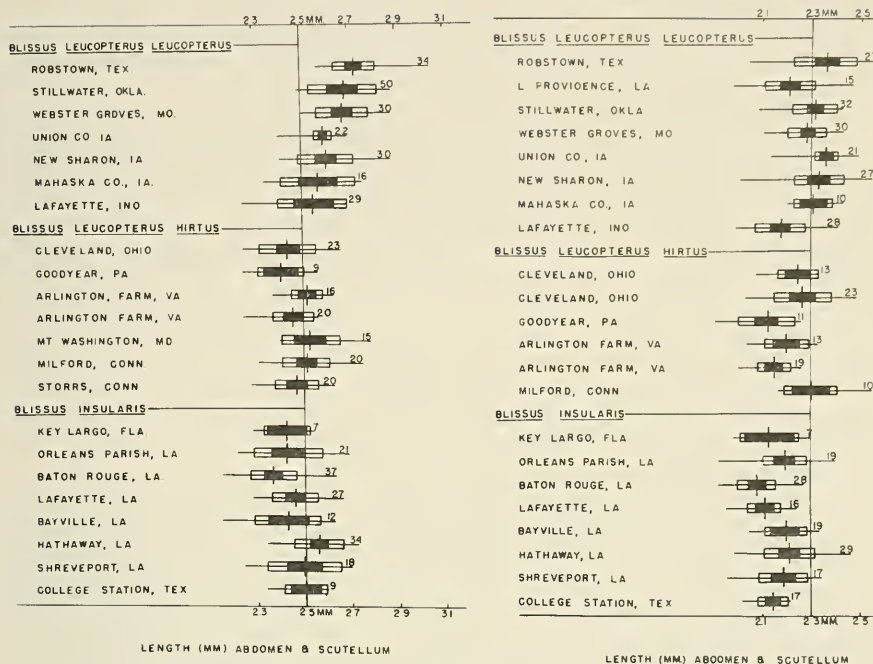 23 25MM. 27 29 31
BLISSUS LEUCOPTERUS LEUCOPTERUS
ROBSTOWN, TEX 34
STILLWATER, OKLA. 50
WEBSTER GROVES, MO. 30
UNION CO IA 22
NEW SHARON, IA 30
MAHASKA CO., IA. 16
LAFAYETTE, IND 29
BLISSUS LEUCOPTERUS HIRTUS
CLEVELAND, OHIO 23
GOODYEAR, PA 9
ARLINGTON FARM, VA 16
ARLINGTON FARM, VA 20
MT WASHINGTON, MD 15
MILFORD, CONN 20
STORRS, CONN 20
BLISSUS INSULARIS
KEY LARGO, FLA. 7
ORLEANS PARISH, LA 21
BATON ROUGE, LA. 37
LAFAYETTE, LA 27
BAYVILLE, LA 12
HATHAWAY, LA 34
SHREVEPORT, LA 18
COLLEGE STATION, TEX 9
23 25MM. 27 29 31
LENGTH (MM) ABDOMEN & SCUTELLUM
21 23MM 25
BLISSUS LEUCOPTERUS LEUCOPTERUS
ROBSTOWN, TEX
L PROVIDENCE, LA 15
STILLWATER, OKLA 32
WEBSTER GROVES, MO 30
UNION CO, IA 21
NEW SHARON, IA 27
MAHASKA CO, IA 10
LAFAYETTE, IND 28
BLISSUS LEUCOPTERUS HIRTUS
CLEVELAND, OHIO 13
CLEVELAND, OHIO 23
GOODYEAR, PA 11
ARLINGTON FARM, VA 13
ARLINGTON FARM, VA 19
MILFORD, CONN 10
BLISSUS INSULARIS
KEY LARGO, FLA 7
ORLEANS PARISH, LA 19
BATON ROUGE, LA 28
LAFAYETTE, LA 16
BAYVILLE, LA 19
HATHAWAY, LA 29
SHREVEPORT, LA 17
COLLEGE STATION, TEX 17
21 23MM. 25
LENGTH (MM.) ABDOMEN & SCUTELLUM